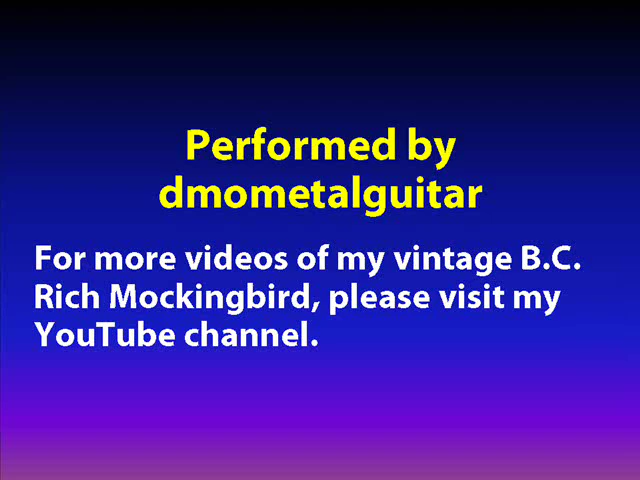 Performed by
dmometalguitar
For more videos of my vintage B.C.
Rich Mockingbird, please visit my
YouTube channel.